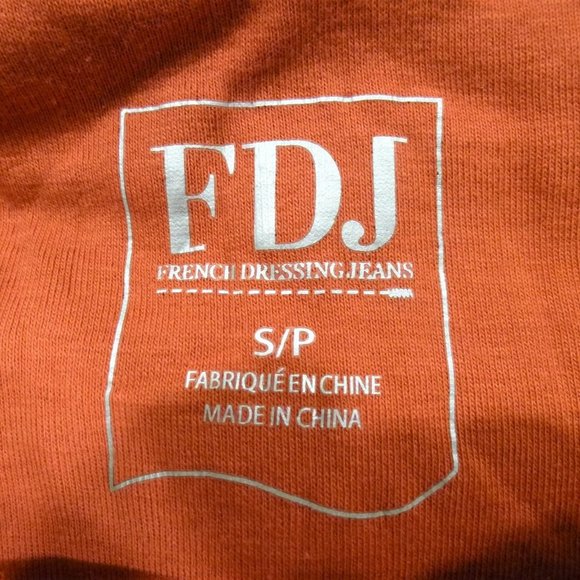 FDJ
FRENCH DRESSING JEANS
S/P
FABRIQUÉ EN CHINE
MADE IN CHINA